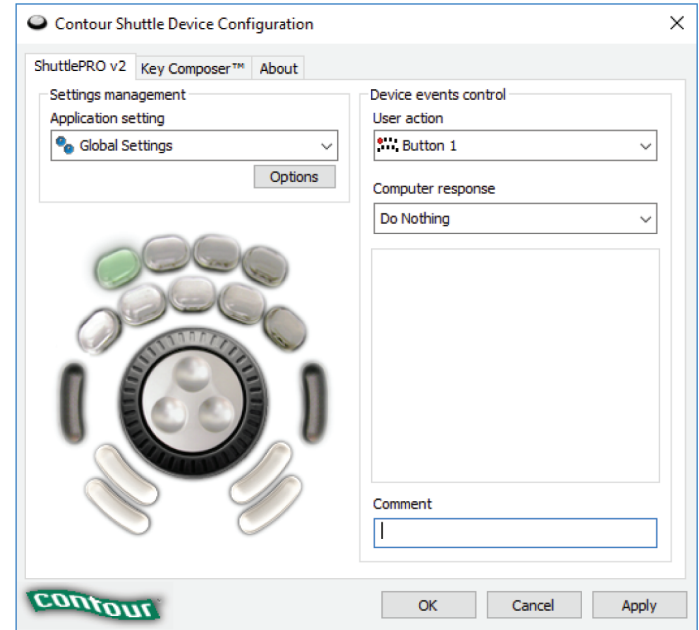 Contour Shuttle Device Configuration
ShuttlePRO v2 Key Composer™ About
Settings management
Application setting
Global Settings
Options
Device events control
User action
Button 1
Computer response
Do Nothing
Comment
contour
OK Cancel Apply